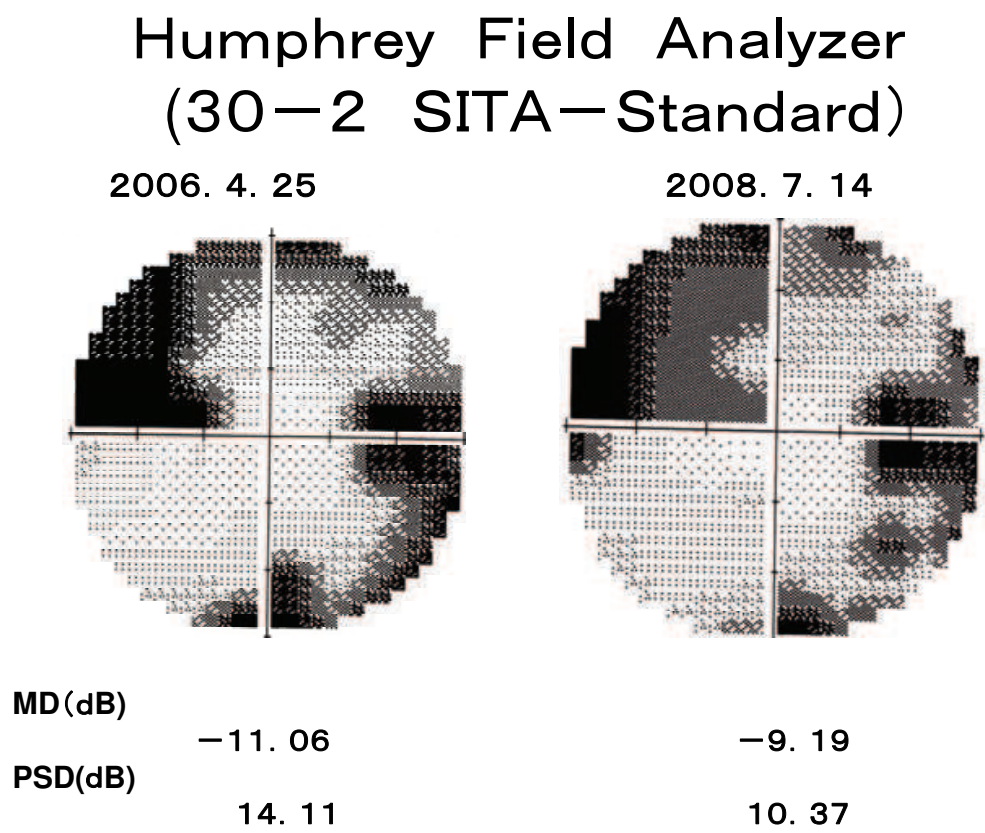 Humphrey Field Analyzer
(30－2 SITA－Standard)
2006. 4. 25 2008. 7. 14
MD(dB)
－11. 06 －9. 19
PSD(dB)
14. 11 10. 37